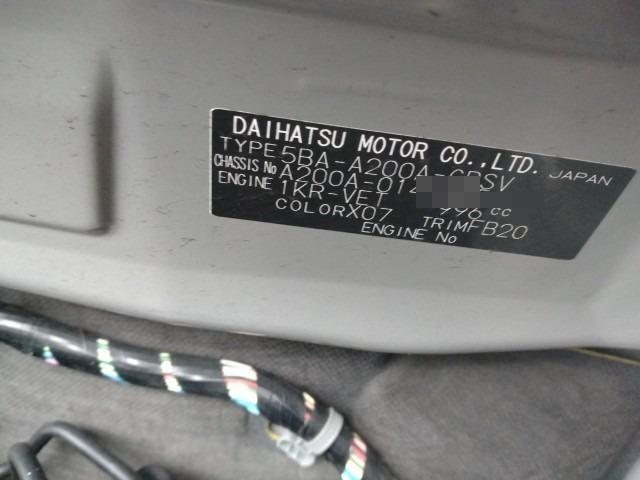 DAIHATSU MOTOR CO.,LTD. JAPAN
TYPE 5BA-A200A-GBSV
CHASSIS No A200A-012
ENGINE 1KR-VET 996 cc
COLOR X07 TRIM FB20
ENGINE No